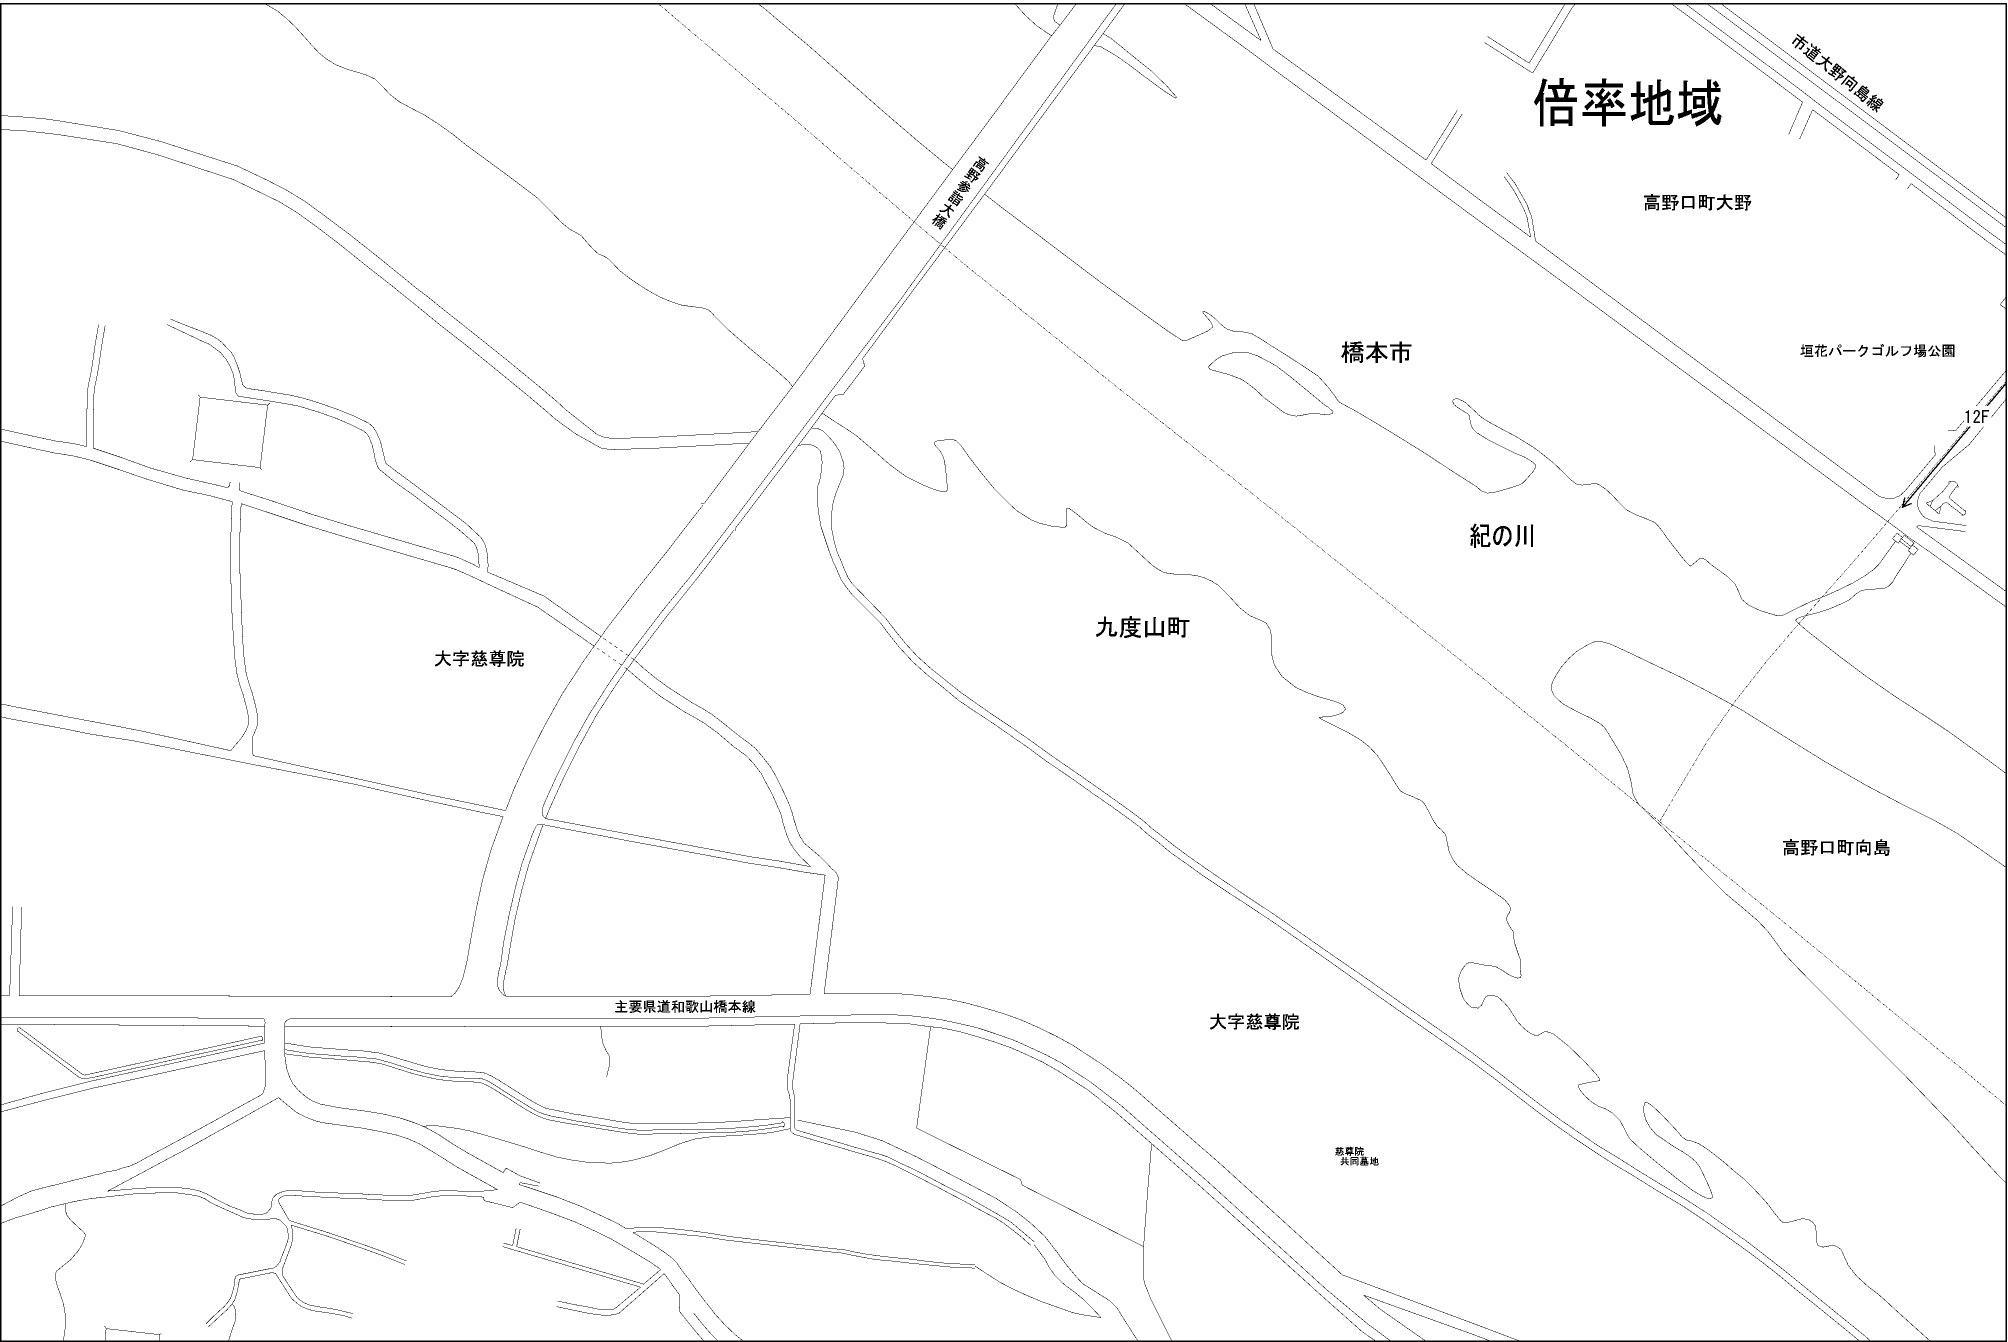 市道大野向島線
倍率地域
高野参詣大橋
高野口町大野
橋本市
垣花パークゴルフ場公園
12F
紀の川
九度山町
大字慈尊院
高野口町向島
主要県道和歌山橋本線
大字慈尊院
慈尊院
共同墓地